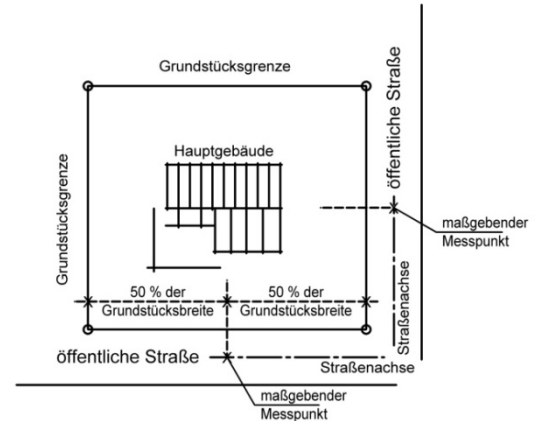 Grundstücksgrenze
öffentliche Straße
Grundstücksgrenze
Hauptgebäude
maßgebender
Messpunkt
50 % der
Grundstücksbreite
50 % der
Grundstücksbreite
Straßenachse
öffentliche Straße
Straßenachse
maßgebender
Messpunkt